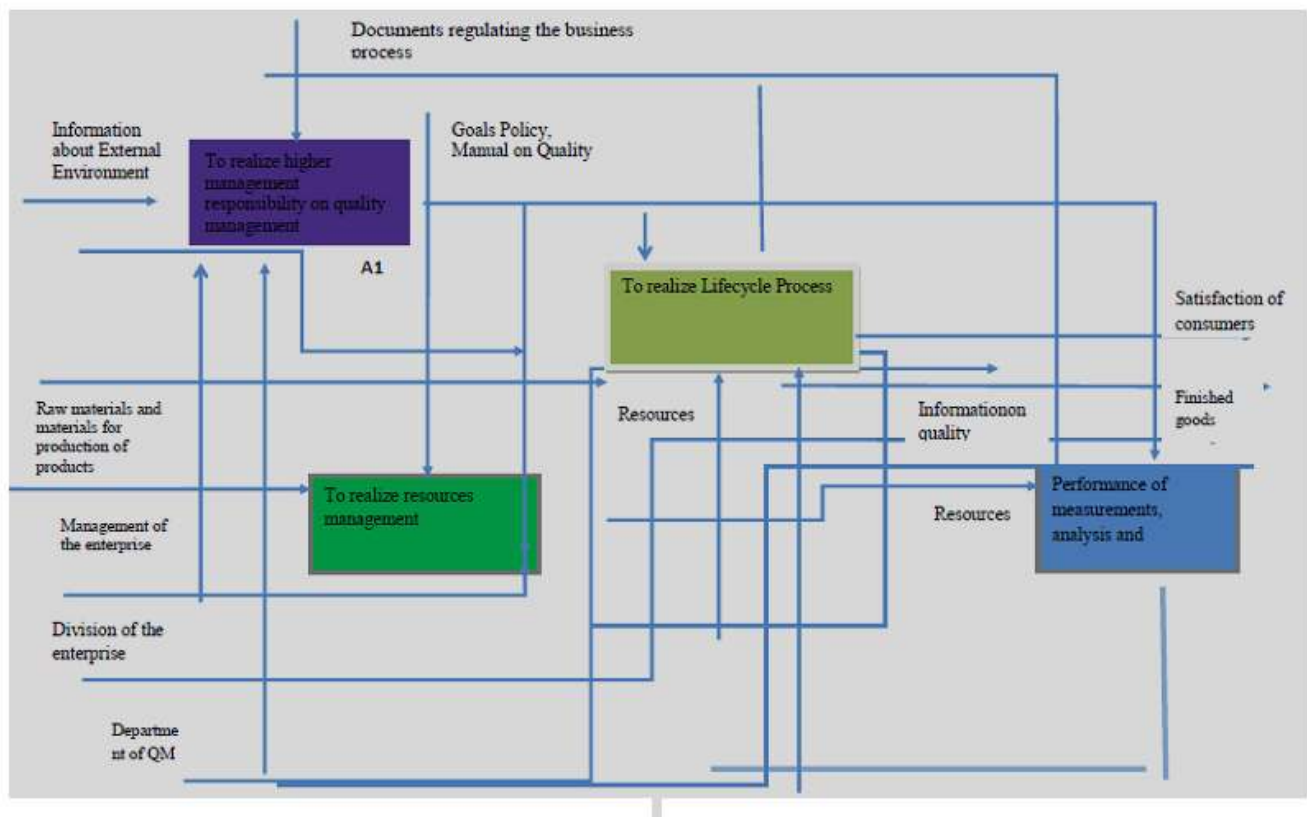 Documents regulating the business
process
Information
about External
Environment
Goals Policy,
Manual on Quality
To realize higher
management
responsibility on quality
management
A1
To realize Lifecycle Process
Satisfaction of
consumers
Raw materials and
materials for
production of
products
Resources
Informationon
quality
Finished
goods
To realize resources
management
Performance of
measurements,
analysis and
Management of
the enterprise
Resources
Division of the
enterprise
Departme
nt of QM